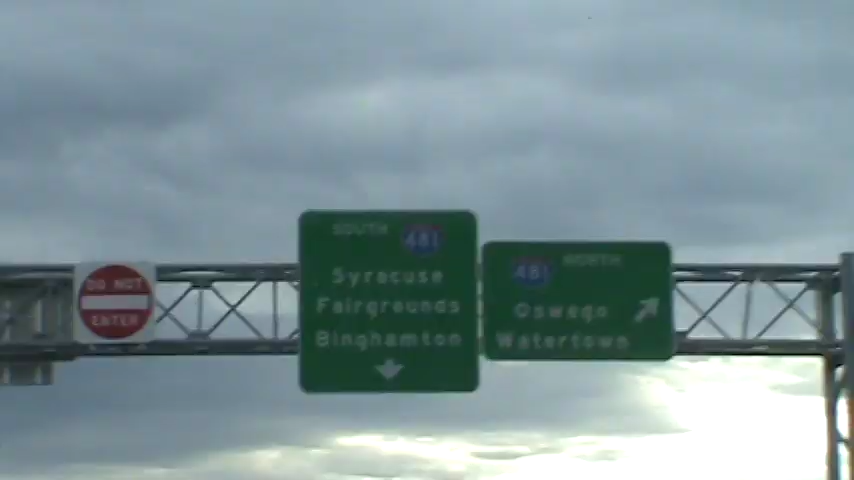 DO NOT
ENTER
SOUTH 481
Syracuse
Fairgrounds
Binghamton
481 NORTH
Oswego
Watertown